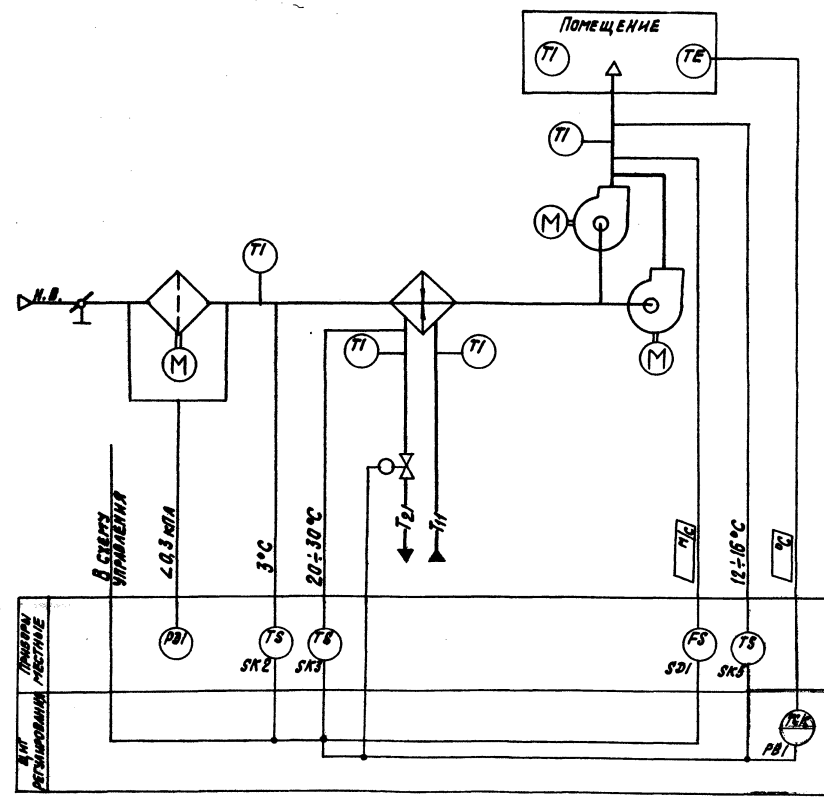 ПОМЕЩЕНИЕ
TI
TE
TI
M
TI
Н.В.
M
M
TI
TI
В СХЕМУ
УПРАВЛЕНИЯ
<0,3 кПА
3°C
20÷30°C
T21
T11
М/С
12÷16°C
°C
ПРИБОРЫ
МЕСТНЫЕ
PDI
TS
SK2
TS
SK3
FS
SD1
TS
SK5
ЩИТ
РЕГУЛИРОВАНИЯ
PB1